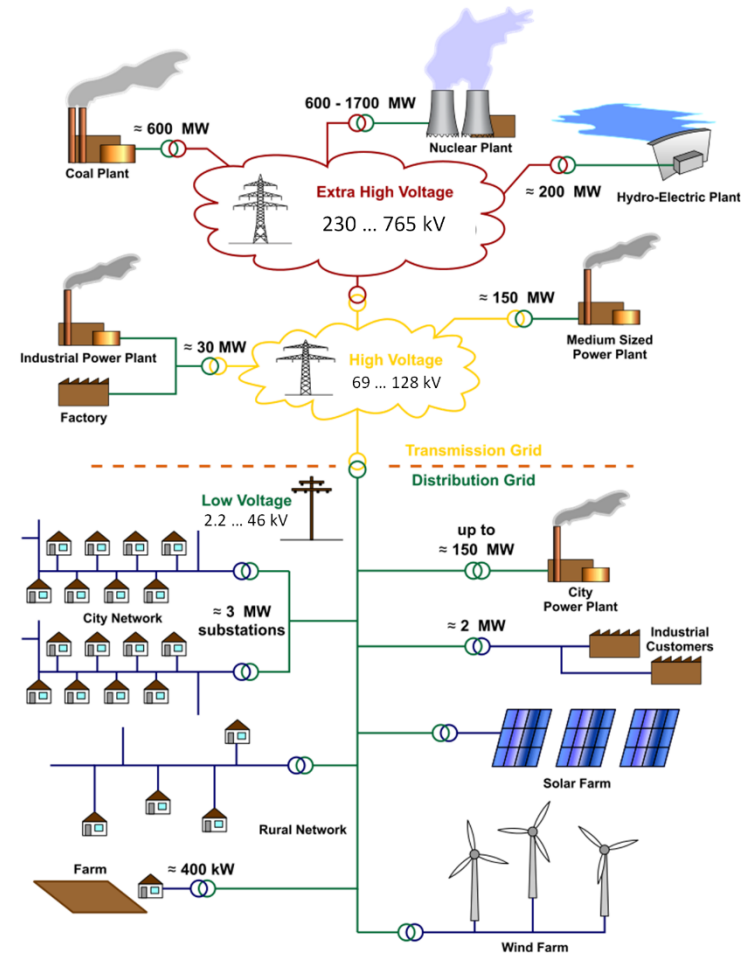 600 - 1700 MW
≈ 600 MW
Nuclear Plant
Coal Plant
Extra High Voltage
≈ 200 MW
Hydro-Electric Plant
230 ... 765 kV
≈ 150 MW
Medium Sized
Power Plant
Industrial Power Plant
≈ 30 MW
High Voltage
69 ... 128 kV
Factory
Transmission Grid
Distribution Grid
Low Voltage
2.2 ... 46 kV
up to
≈ 150 MW
City
Power Plant
City Network
≈ 3 MW
substations
≈ 2 MW
Industrial
Customers
Solar Farm
Rural Network
Farm
≈ 400 kW
Wind Farm